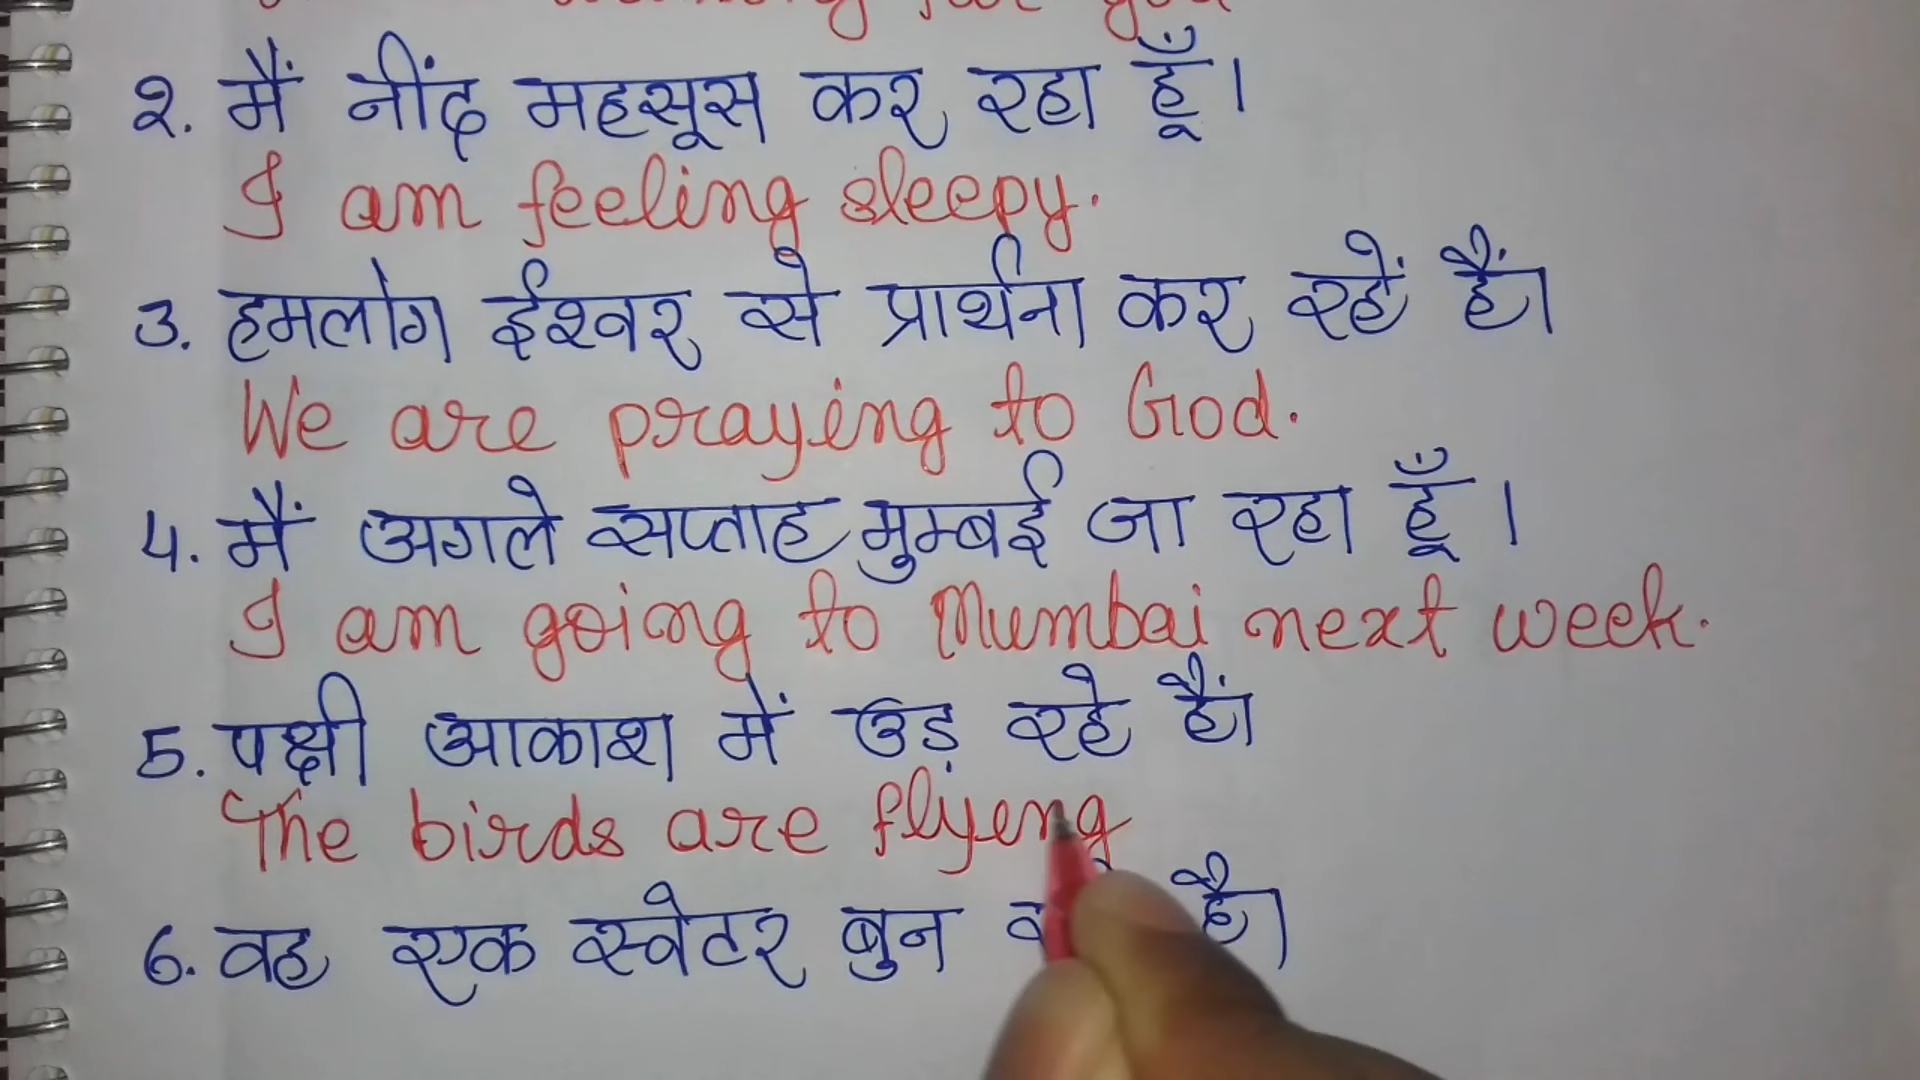 २. मैं नींद महसूस कर रहा हूँ।
I am feeling sleepy.
3. हमलोग ईश्वर से प्रार्थना कर रहें हैं।
We are praying to God.
4. मैं अगले सप्ताह मुम्बई जा रहा हूँ।
I am going to Mumbai next week.
5. पक्षी आकाश में उड़ रहे हैं।
The birds are flyeng
6. वह एक स्वेटर बुन है।